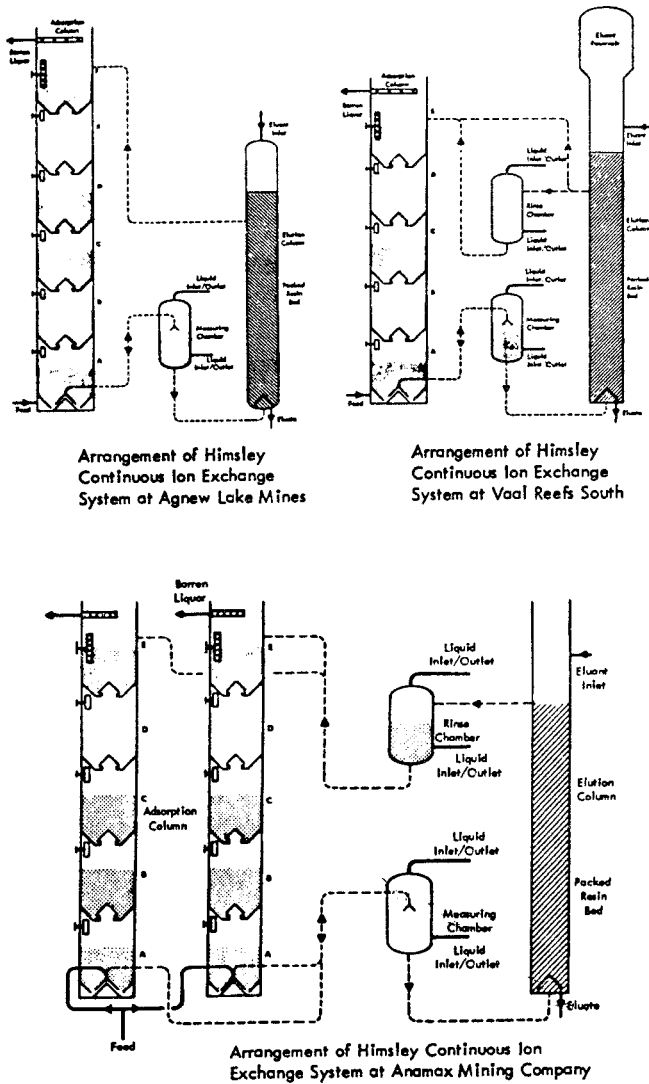 Adsorption
Column
Barren
Liquor
E
D
C
B
A
Feed
Liquid
Inlet/Outlet
Measuring
Chamber
Liquid
Inlet/Outlet
Eluant
Inlet
Elution
Column
Packed
Resin
Bed
Eluate
Arrangement of Himsley
Continuous Ion Exchange
System at Agnew Lake Mines
Adsorption
Column
Barren
Liquor
E
D
C
B
A
Feed
Liquid
Inlet/Outlet
Rinse
Chamber
Liquid
Inlet/Outlet
Liquid
Inlet/Outlet
Measuring
Chamber
Liquid
Inlet/Outlet
Eluant
Reservoir
Eluant
Inlet
Elution
Column
Packed
Resin
Bed
Eluate
Arrangement of Himsley
Continuous Ion Exchange
System at Vaal Reefs South
Barren
Liquor
E
D
C
Adsorption
Column
B
A
E
D
C
B
A
Feed
Liquid
Inlet/Outlet
Rinse
Chamber
Liquid
Inlet/Outlet
Liquid
Inlet/Outlet
Measuring
Chamber
Liquid
Inlet/Outlet
Eluant
Inlet
Elution
Column
Packed
Resin
Bed
Eluate
Arrangement of Himsley Continuous Ion
Exchange System at Anamax Mining Company